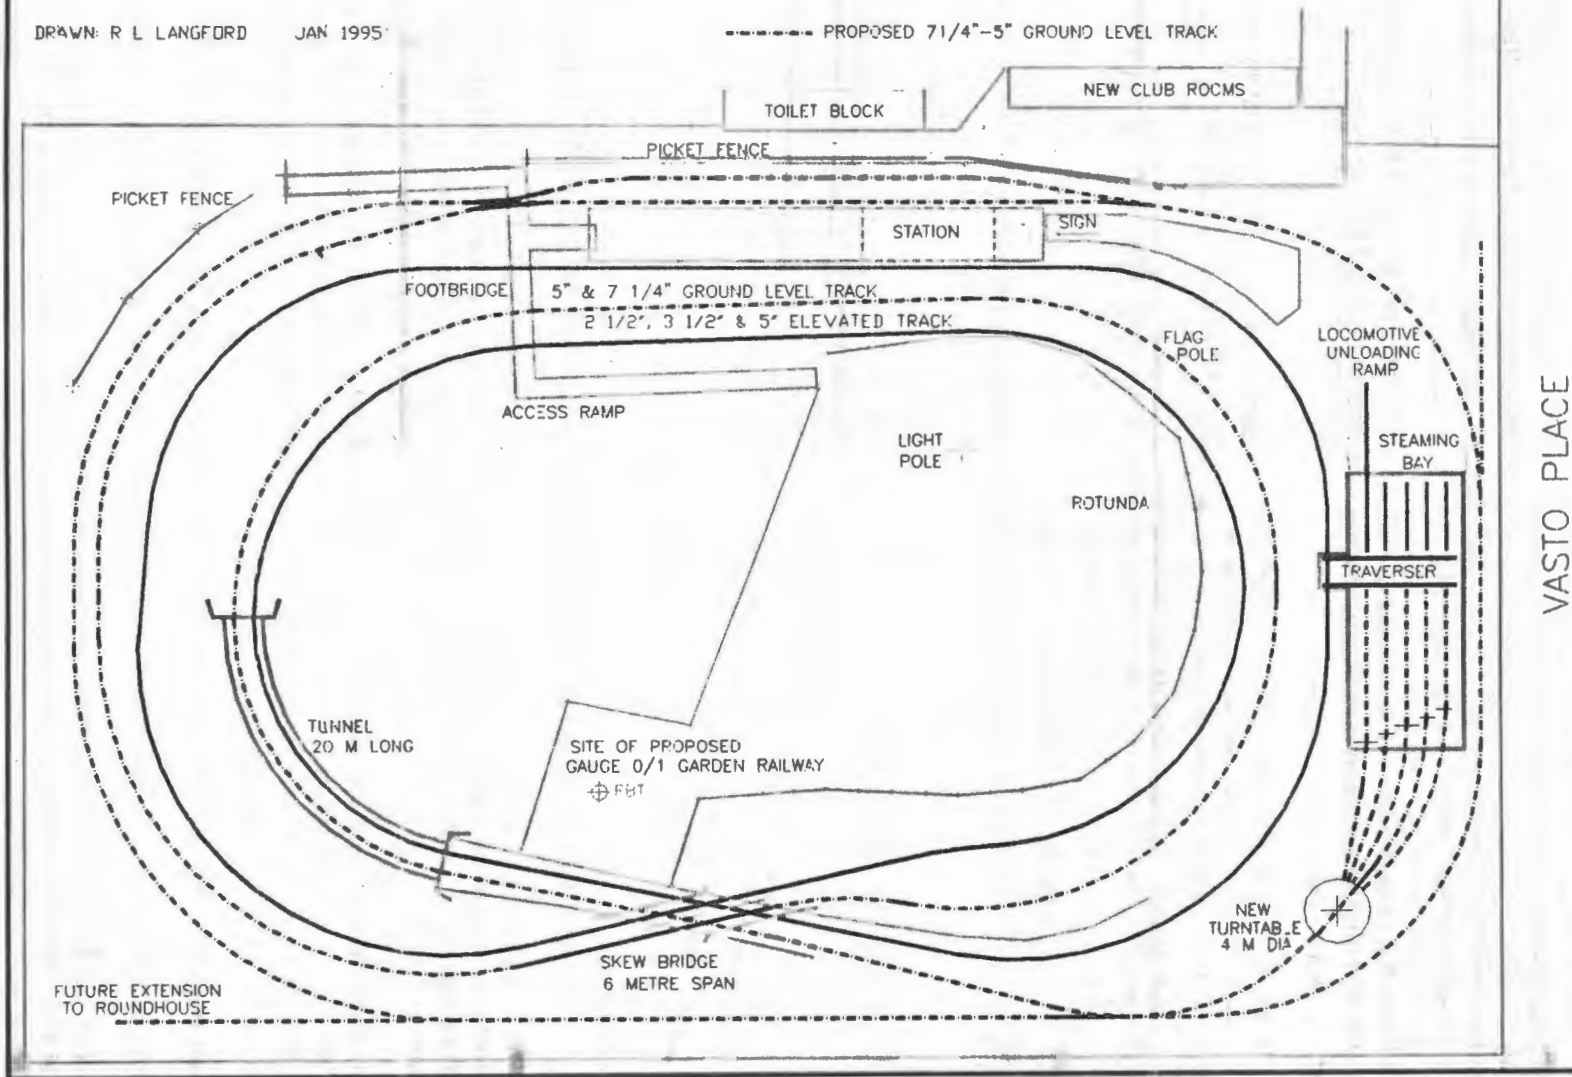 DRAWN: R L LANGFORD JAN 1995
PROPOSED 71/4"-5" GROUND LEVEL TRACK
NEW CLUB ROOMS
TOILET BLOCK
PICKET FENCE
PICKET FENCE
STATION
SIGN
FOOTBRIDGE
5" & 7 1/4" GROUND LEVEL TRACK
2 1/2", 3 1/2" & 5" ELEVATED TRACK
FLAG
POLE
LOCOMOTIVE
UNLOADING
RAMP
ACCESS RAMP
LIGHT
POLE
STEAMING
BAY
VASTO PLACE
ROTUNDA
TRAVERSER
TUNNEL
20 M LONG
SITE OF PROPOSED
GAUGE 0/1 GARDEN RAILWAY
NEW
TURNTABLE
4 M DIA
SKEW BRIDGE
6 METRE SPAN
FUTURE EXTENSION
TO ROUNDHOUSE